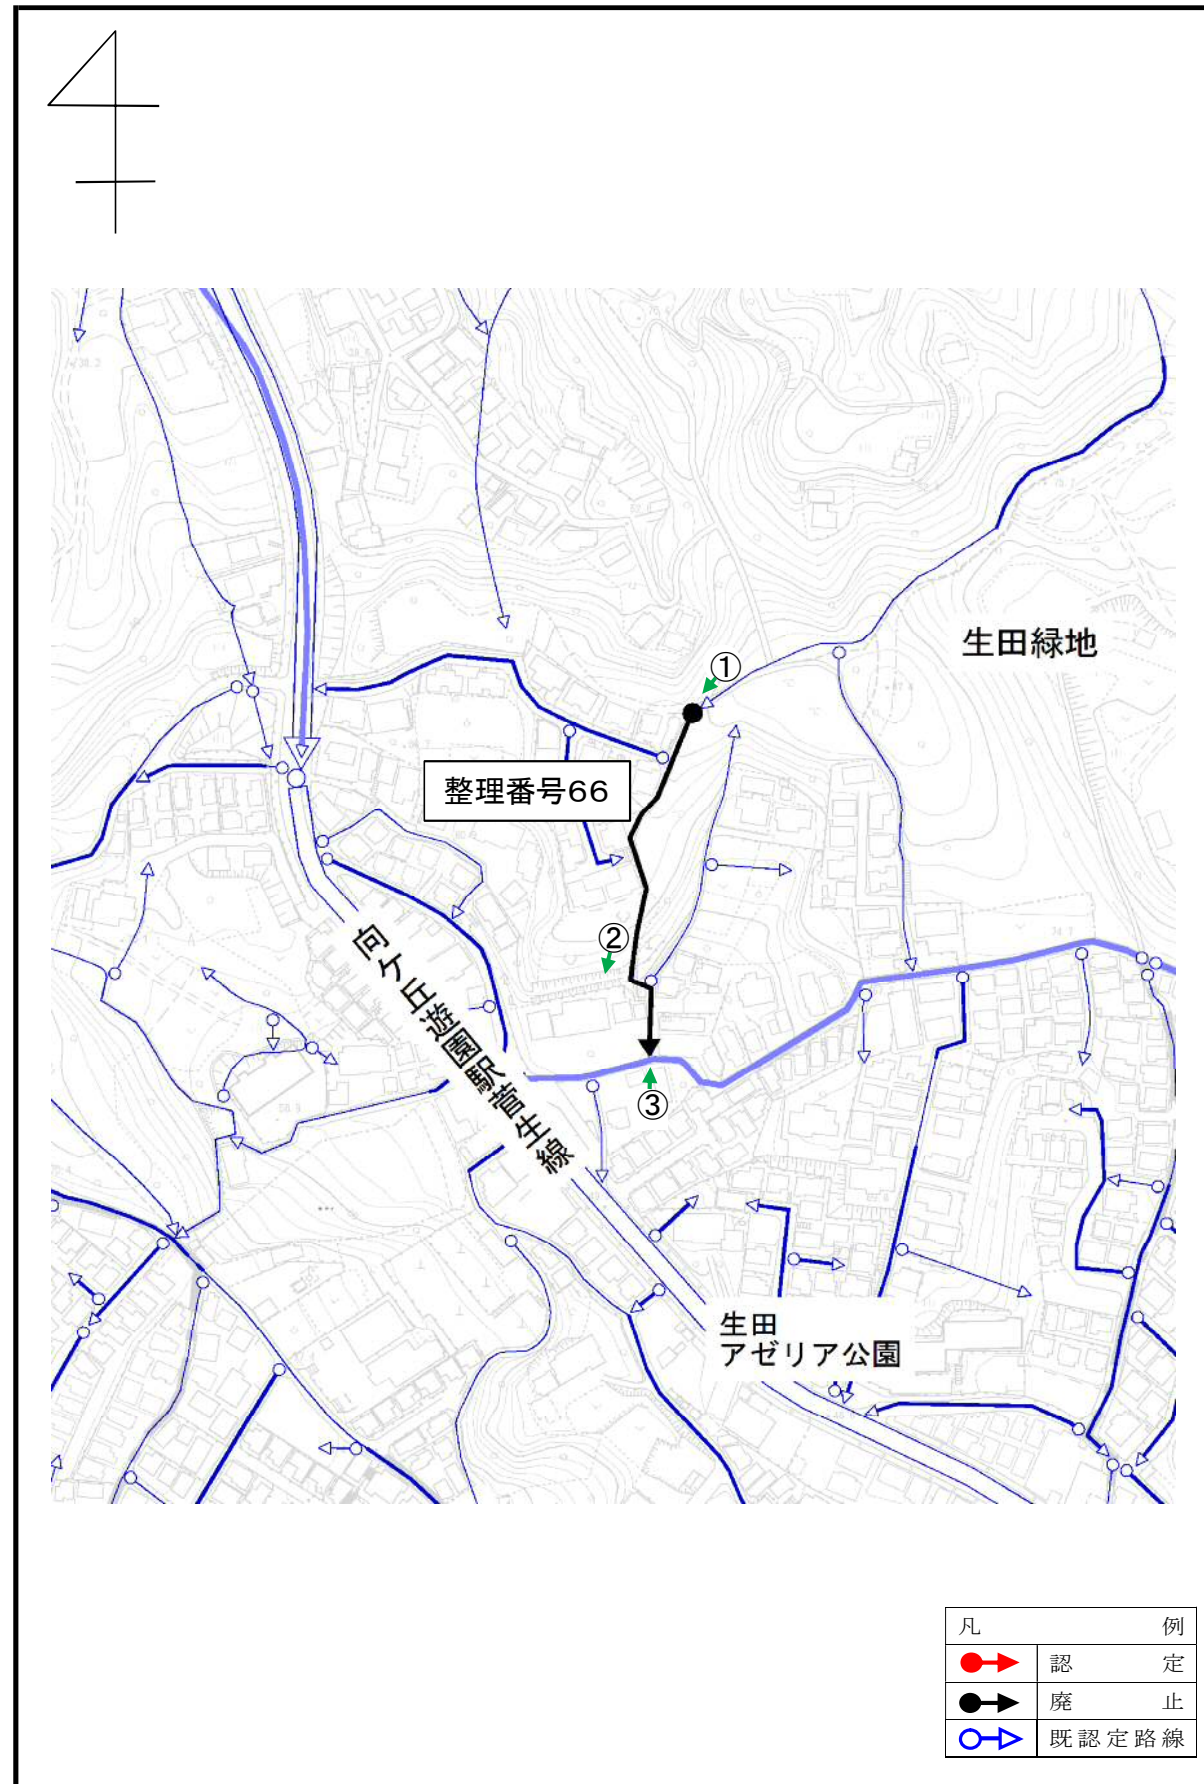 生田緑地
①
整理番号66
②
向ケ丘遊園駅菅生線
③
生田
アゼリア公園
凡例
認定
廃止
既認定路線